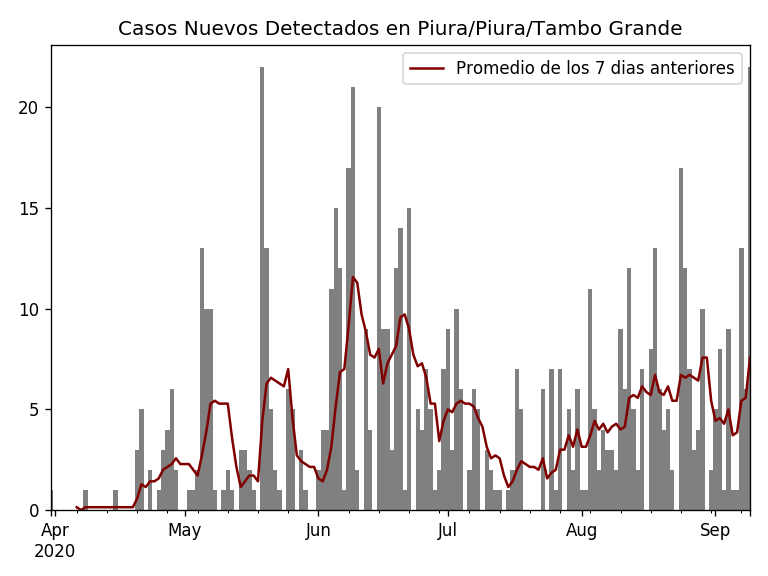 Casos Nuevos Detectados en Piura/Piura/Tambo Grande
Promedio de los 7 dias anteriores
20
15
10
5
0
Apr May Jun Jul Aug Sep
2020